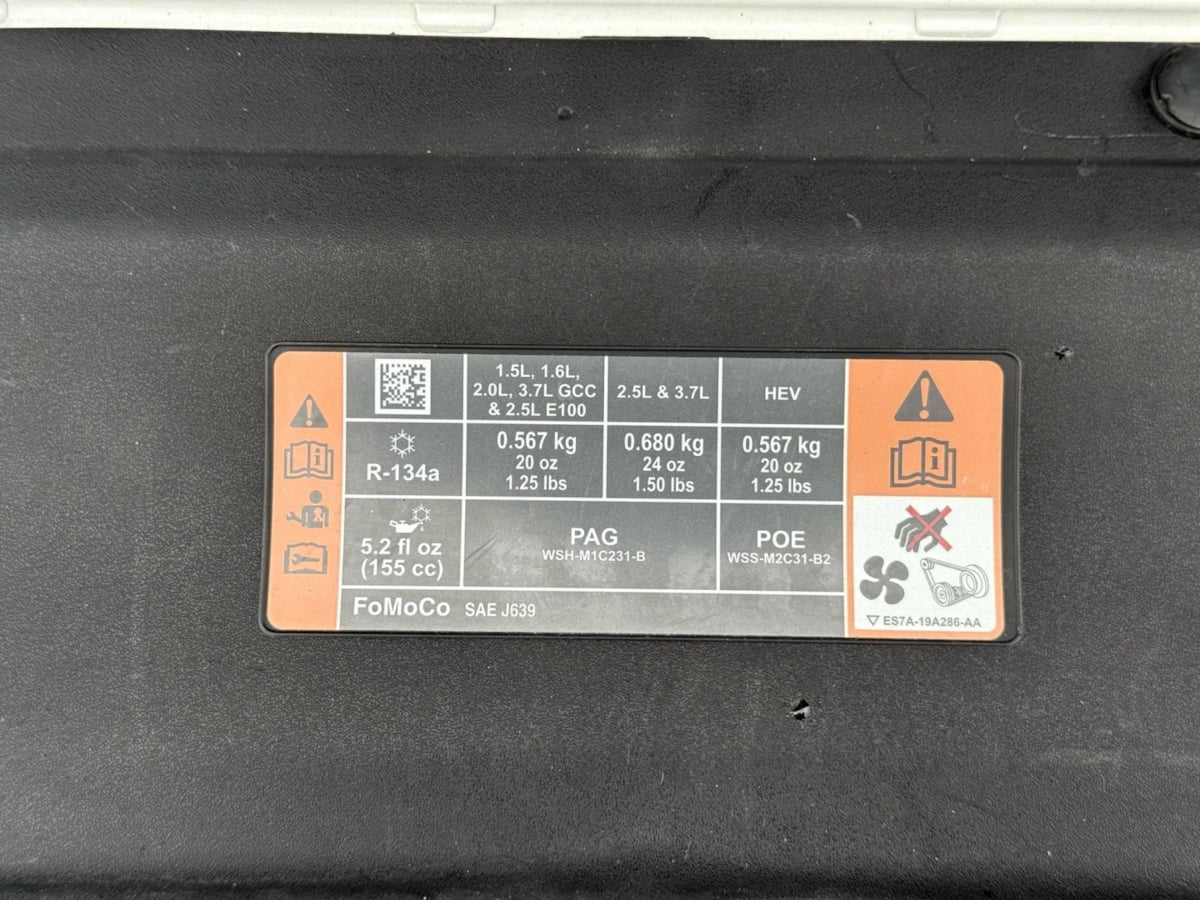 1.5L, 1.6L,
2.0L, 3.7L GCC
& 2.5L E100
2.5L & 3.7L
HEV
R-134a
0.567 kg
20 oz
1.25 lbs
0.680 kg
24 oz
1.50 lbs
0.567 kg
20 oz
1.25 lbs
5.2 fl oz
(155 cc)
PAG
WSH-M1C231-B
POE
WSS-M2C31-B2
FoMoCo SAE J639
ES7A-19A286-AA